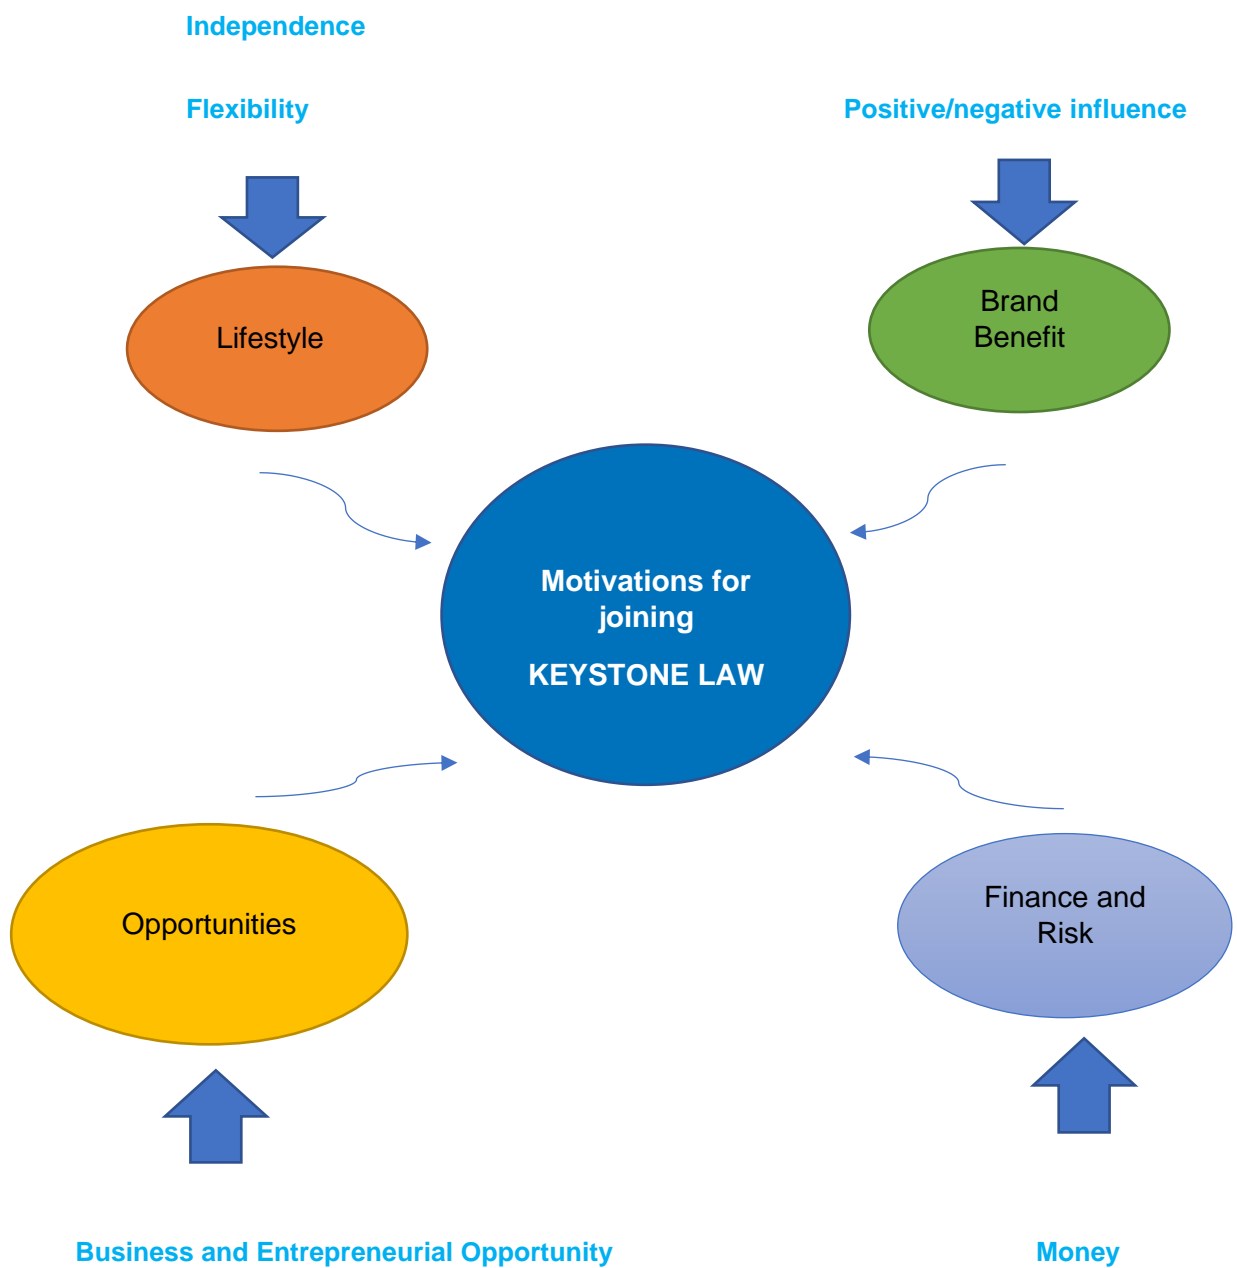 Independence
Flexibility
Positive/negative influence
Lifestyle
Brand
Benefit
Motivations for
joining
KEYSTONE LAW
Opportunities
Finance and
Risk
Business and Entrepreneurial Opportunity
Money